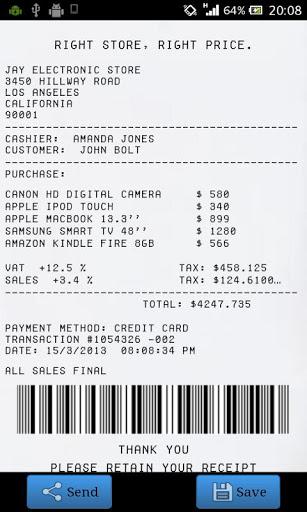 64% 20:08
RIGHT STORE, RIGHT PRICE.
JAY ELECTRONIC STORE
3450 HILLWAY ROAD
LOS ANGELES
CALIFORNIA
90001
CASHIER: AMANDA JONES
CUSTOMER: JOHN BOLT
PURCHASE:
CANON HD DIGITAL CAMERA $ 580
APPLE IPOD TOUCH $ 340
APPLE MACBOOK 13.3'' $ 899
SAMSUNG SMART TV 48'' $ 1280
AMAZON KINDLE FIRE 8GB $ 566
VAT +12.5 % TAX: $458.125
SALES +3.4 % TAX: $124.6100...
TOTAL: $4247.735
PAYMENT METHOD: CREDIT CARD
TRANSACTION #1054326 -002
DATE: 15/3/2013 08:08:34 PM
ALL SALES FINAL
THANK YOU
PLEASE RETAIN YOUR RECEIPT
Send Save